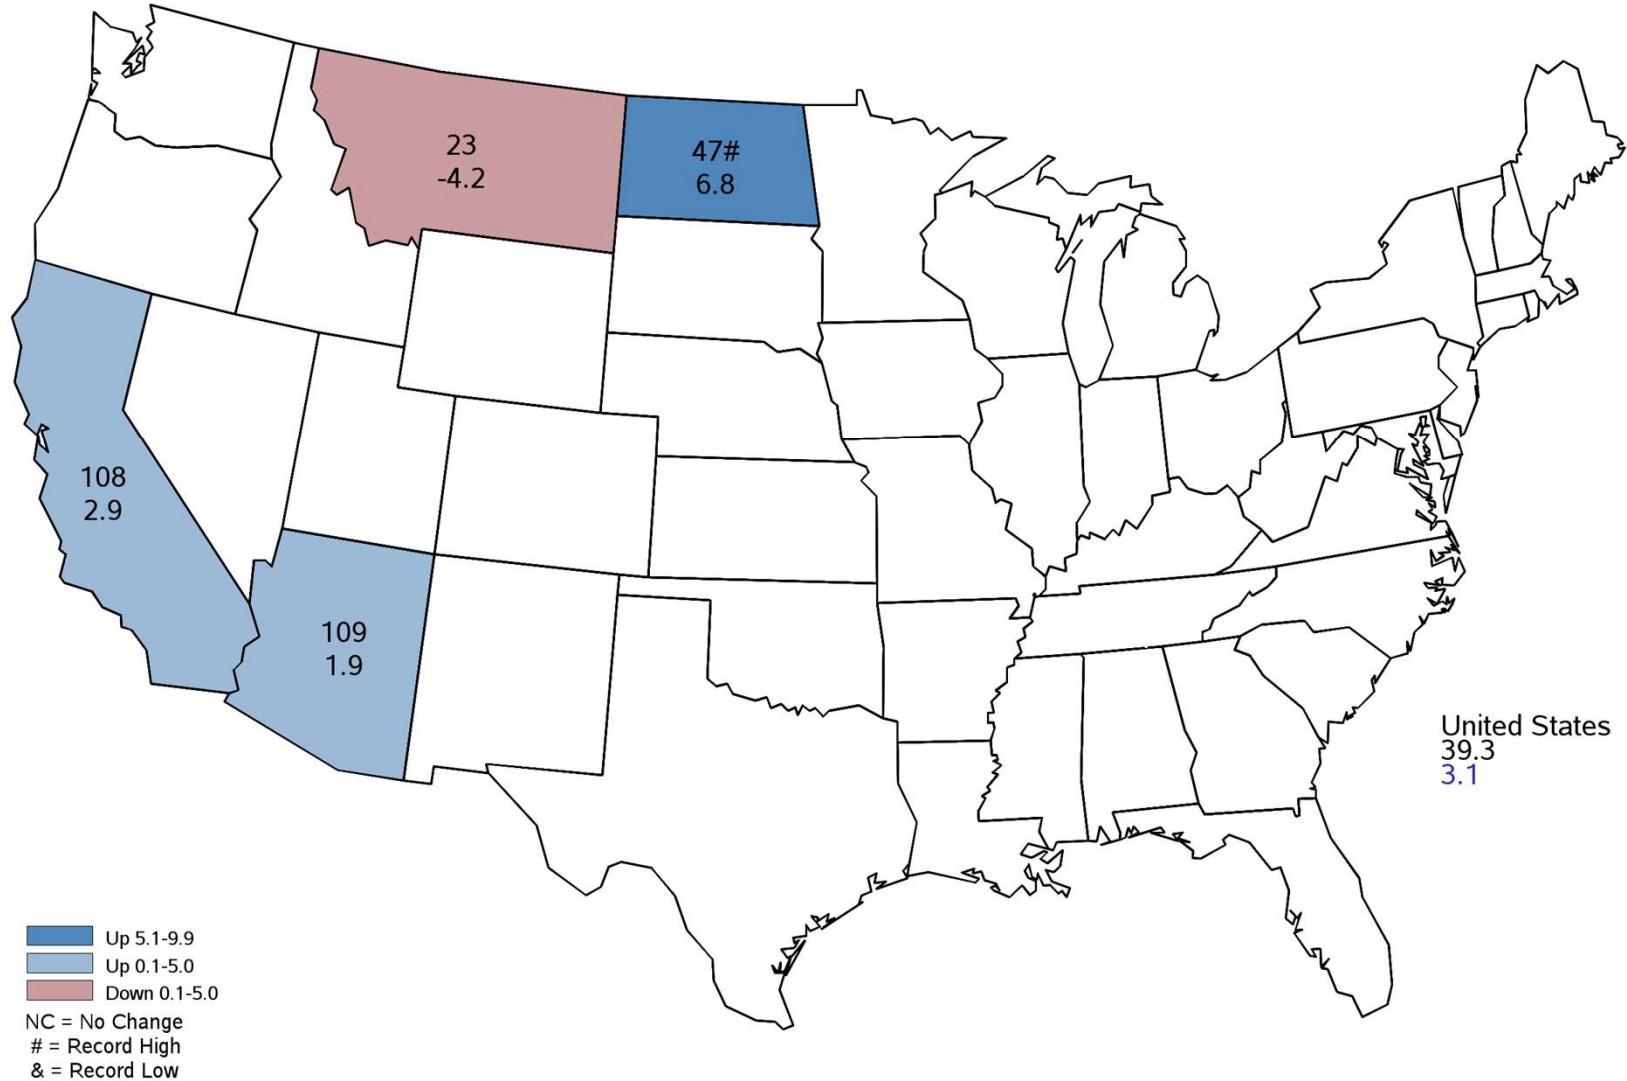 23
-4.2
47#
6.8
108
2.9
109
1.9
United States
39.3
3.1
Up 5.1-9.9
Up 0.1-5.0
Down 0.1-5.0
NC = No Change
# = Record High
& = Record Low